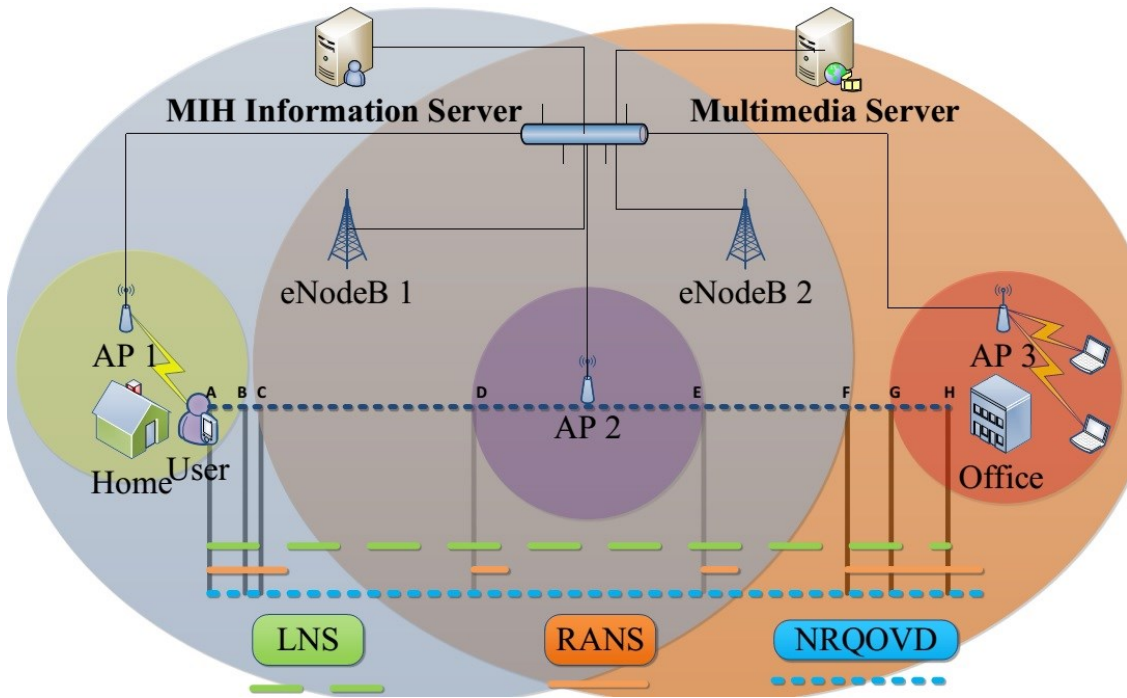 MIH Information Server
Multimedia Server
eNodeB 1
eNodeB 2
AP 1
AP 3
A B C D E F G H
AP 2
Home
User
Office
LNS
RANS
NRQOVD